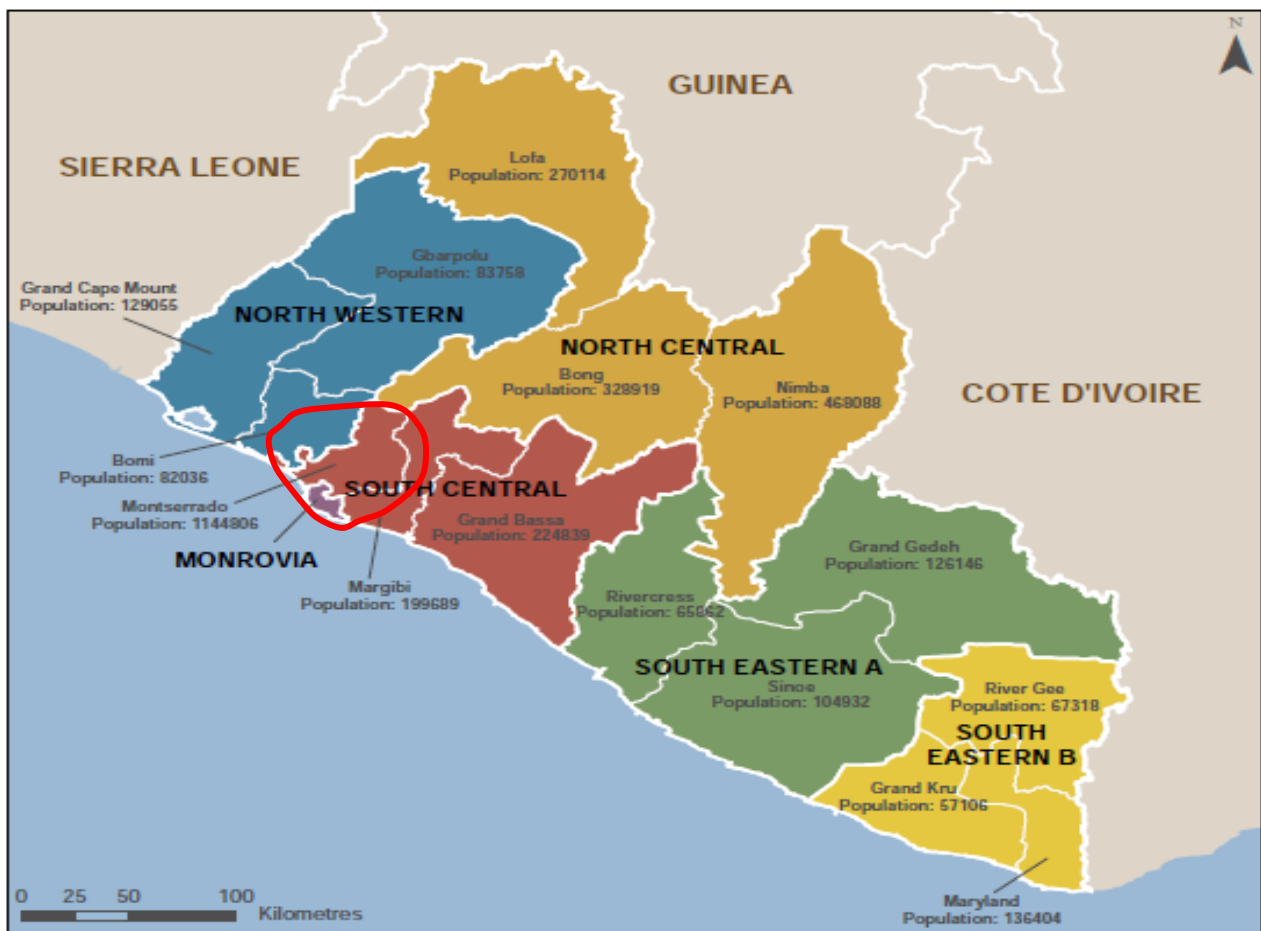 N
GUINEA
SIERRA LEONE
Lofa
Population: 270114
Gbarpolu
Population: 83758
Grand Cape Mount
Population: 129055
NORTH WESTERN
NORTH CENTRAL
Bong
Population: 328919
Nimba
Population: 468088
COTE D'IVOIRE
Bomi
Population: 82036
Montserrado
Population: 1144806
SOUTH CENTRAL
Grand Bassa
Population: 224839
MONROVIA
Margibi
Population: 199689
Grand Gedeh
Population: 126146
Rivercress
Population: 65862
SOUTH EASTERN A
Sinoe
Population: 104932
River Gee
Population: 67318
SOUTH
EASTERN B
Grand Kru
Population: 57106
Maryland
Population: 136404
0 25 50 100
Kilometres